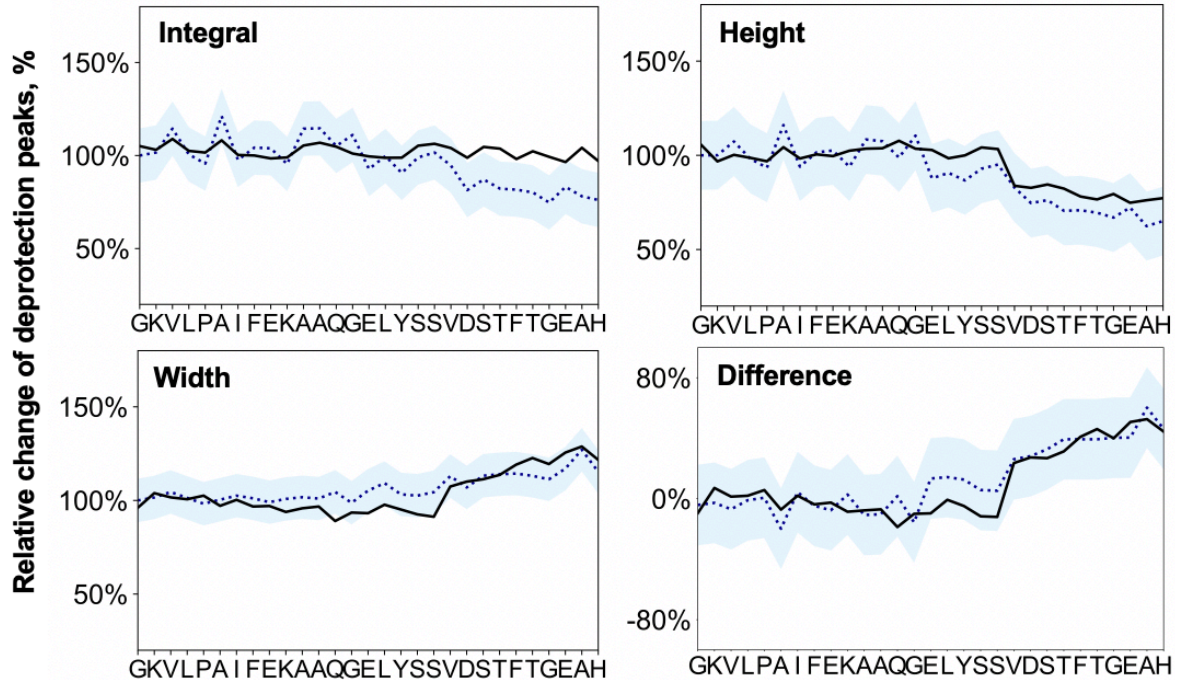 Relative change of deprotection peaks, %
Integral
150%
100%
50%
GKVLPAIFEKAAQGELYSSVDSTFTGEAH
Height
150%
100%
50%
GKVLPAIFEKAAQGELYSSVDSTFTGEAH
Width
150%
100%
50%
GKVLPAIFEKAAQGELYSSVDSTFTGEAH
Difference
80%
0%
-80%
GKVLPAIFEKAAQGELYSSVDSTFTGEAH